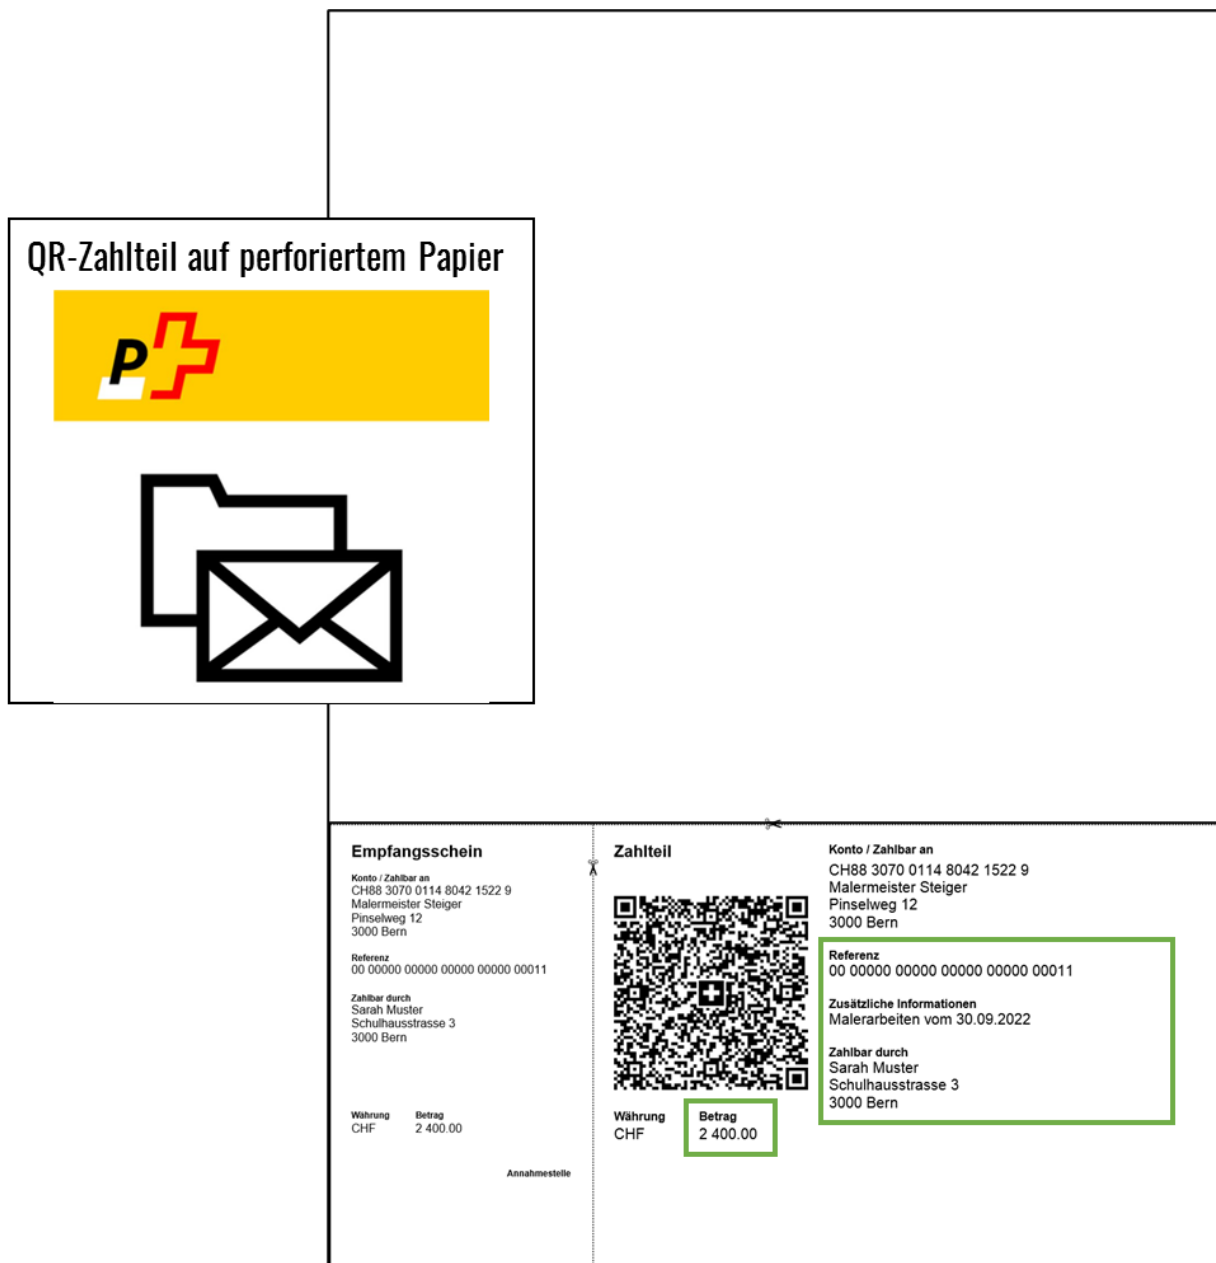 QR-Zahlteil auf perforiertem Papier
P
Empfangsschein
Konto / Zahlbar an
CH88 3070 0114 8042 1522 9
Malermeister Steiger
Pinselweg 12
3000 Bern
Referenz
00 00000 00000 00000 00000 00011
Zahlbar durch
Sarah Muster
Schulhausstrasse 3
3000 Bern
Währung Betrag
CHF 2 400.00
Annahmestelle
Zahlteil
Währung Betrag
CHF 2 400.00
Konto / Zahlbar an
CH88 3070 0114 8042 1522 9
Malermeister Steiger
Pinselweg 12
3000 Bern
Referenz
00 00000 00000 00000 00000 00011
Zusätzliche Informationen
Malerarbeiten vom 30.09.2022
Zahlbar durch
Sarah Muster
Schulhausstrasse 3
3000 Bern